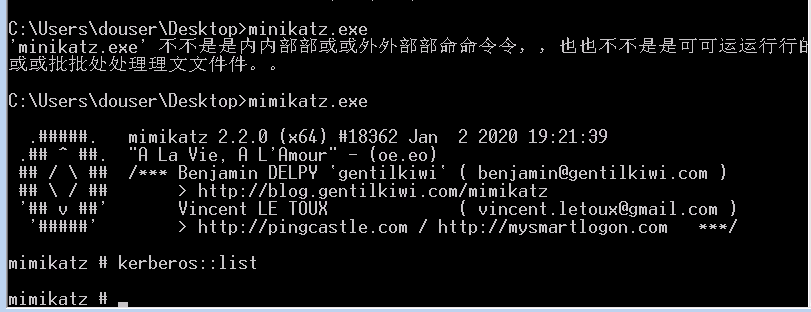 C:\Users\douser\Desktop>minikatz.exe
'minikatz.exe' 不不是是内内部部或或外外部部命命令令，，也也不不是是可可运运行行的
或或批批处处理理文文件件。。
C:\Users\douser\Desktop>mimikatz.exe
.#####.   mimikatz 2.2.0 (x64) #18362 Jan  2 2020 19:21:39
.## ^ ##.  "A La Vie, A L'Amour" - (oe.eo)
## / \ ##  /*** Benjamin DELPY `gentilkiwi` ( benjamin@gentilkiwi.com )
## \ / ##       > http://blog.gentilkiwi.com/mimikatz
'## v ##'       Vincent LE TOUX             ( vincent.letoux@gmail.com )
'#####'        > http://pingcastle.com / http://mysmartlogon.com   ***/
mimikatz # kerberos::list
mimikatz #